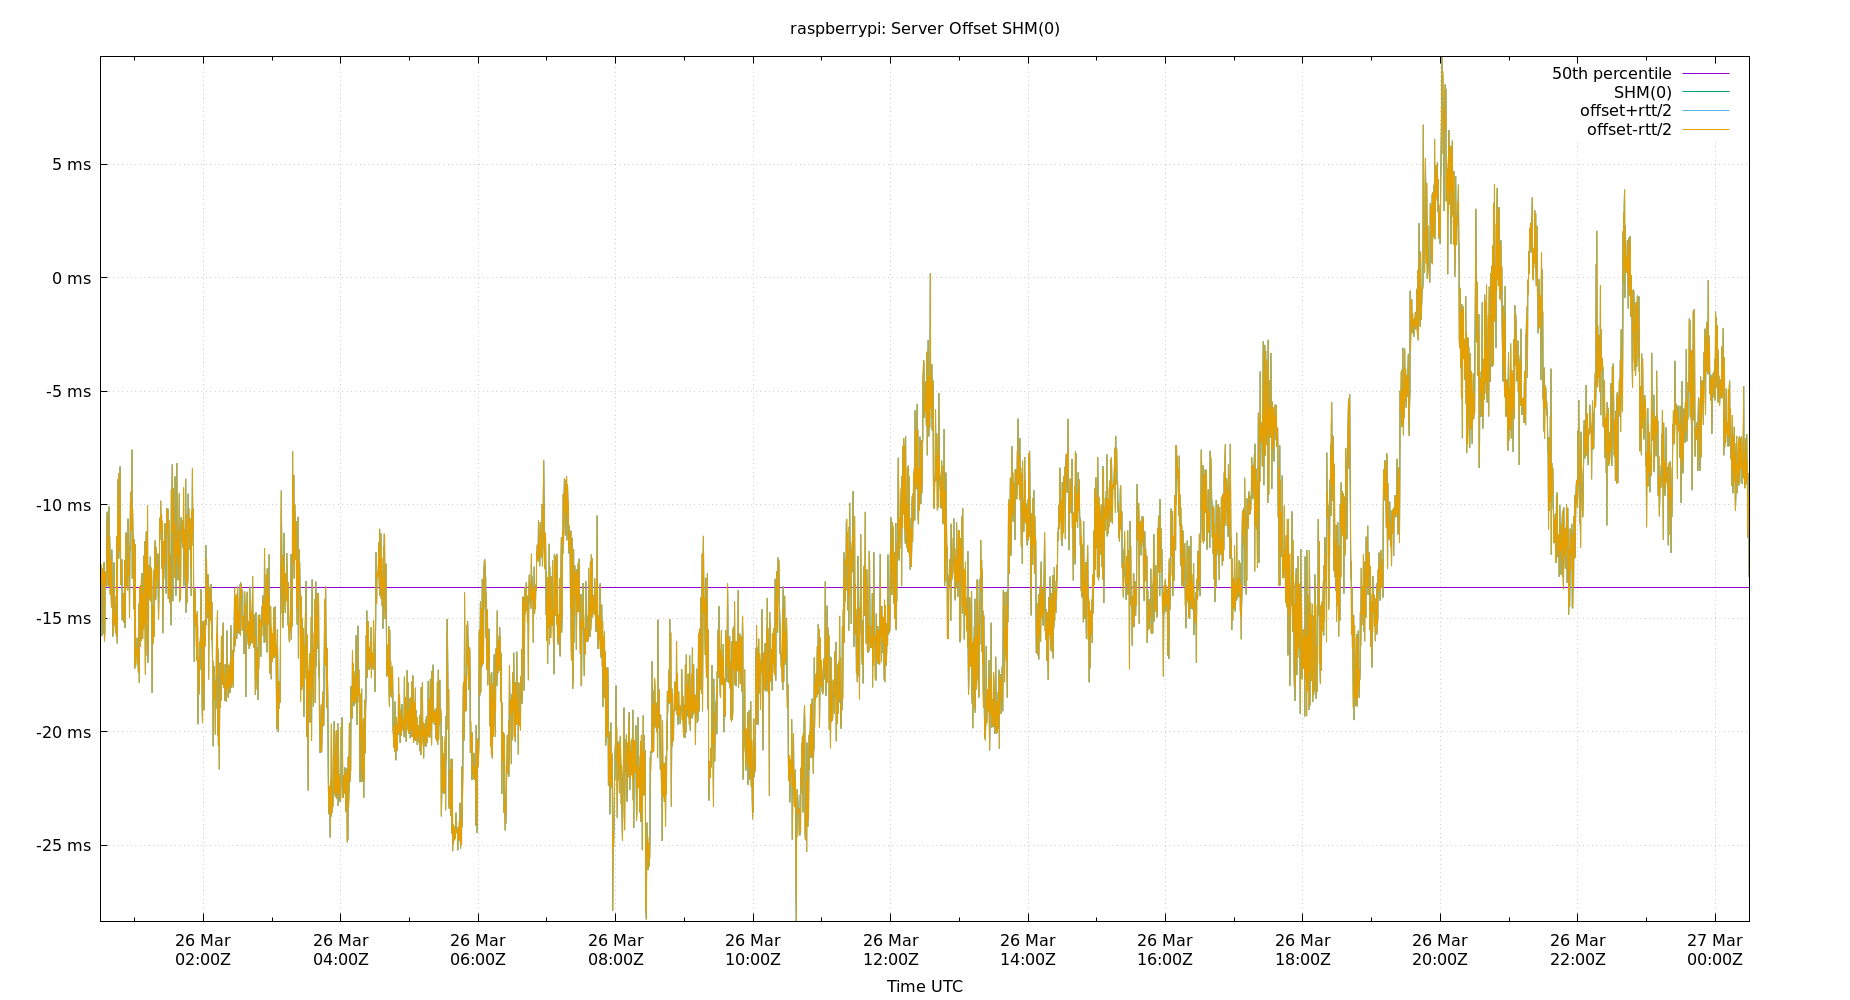 raspberrypi: Server Offset SHM(0)
50th percentile
SHM(0)
offset+rtt/2
offset-rtt/2
5 ms
0 ms
-5 ms
-10 ms
-15 ms
-20 ms
-25 ms
26 Mar 26 Mar 26 Mar 26 Mar 26 Mar 26 Mar 26 Mar 26 Mar 26 Mar 26 Mar 26 Mar 27 Mar
02:00Z 04:00Z 06:00Z 08:00Z 10:00Z 12:00Z 14:00Z 16:00Z 18:00Z 20:00Z 22:00Z 00:00Z
Time UTC